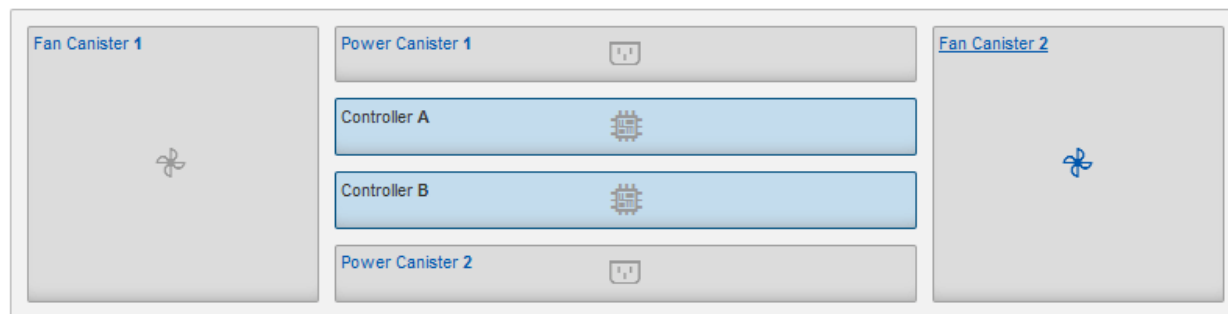 Fan Canister 1
Power Canister 1
Controller A
Controller B
Power Canister 2
Fan Canister 2